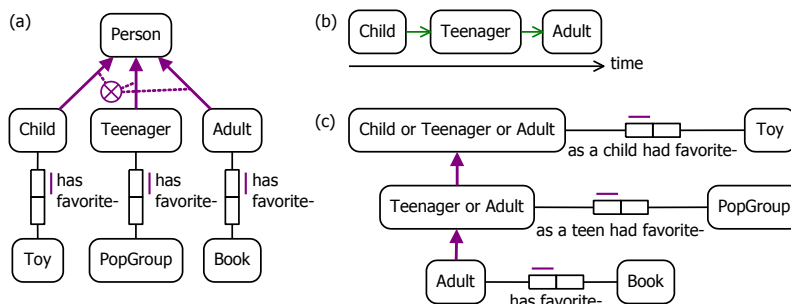 (a)
Person
Child
Teenager
Adult
has
favorite-
has
favorite-
has
favorite-
Toy
PopGroup
Book
(b)
Child
Teenager
Adult
time
(c)
Child or Teenager or Adult
Toy
as a child had favorite-
Teenager or Adult
PopGroup
as a teen had favorite-
Adult
Book
has favorite-